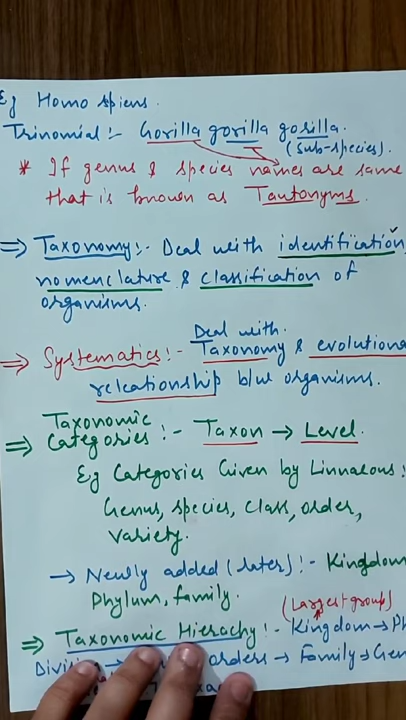 Eg Homo spiens.
Trinomial :- Gorilla gorilla gorilla.
(Sub-species).
* If genus & species names are same
that is known as Tautonyms.
⇒ Taxonomy :- Deal with identification,
nomenclature & classification of
organisms.
Deal with.
⇒ Systematics :- Taxonomy & evolutiona
relationship b/w organisms.
Taxonomic
⇒ Categories :- Taxon → Level.
Eg Categories Given by Linnaeous :
Genus, species, class, order,
variety.
→ Newly added (later) :- Kingdom
Phylum, family.
(Largest group)
⇒ Taxonomic Hierachy :- Kingdom → Ph
Divisi orders → Family → Gen